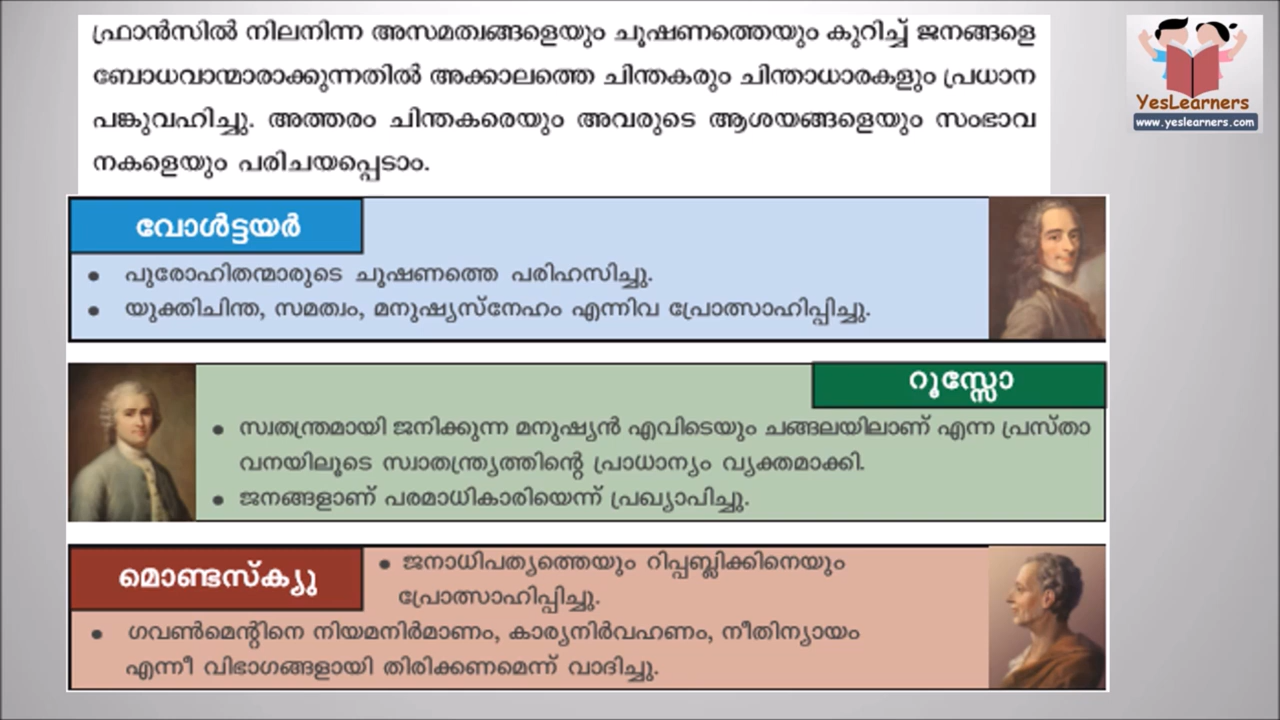 ഫ്രാൻസിൽ നിലനിന്ന അസമത്വങ്ങളെയും ചൂഷണത്തെയും കുറിച്ച് ജനങ്ങളെ
ബോധവാന്മാരാക്കുന്നതിൽ അക്കാലത്തെ ചിന്തകരും ചിന്താധാരകളും പ്രധാന
പങ്കുവഹിച്ചു. അത്തരം ചിന്തകരെയും അവരുടെ ആശയങ്ങളെയും സംഭാവ
നകളെയും പരിചയപ്പെടാം.
YesLearners
www.yeslearners.com
വോൾട്ടയർ
• പുരോഹിതന്മാരുടെ ചൂഷണത്തെ പരിഹസിച്ചു.
• യുക്തിചിന്ത, സമത്വം, മനുഷ്യസ്നേഹം എന്നിവ പ്രോത്സാഹിപ്പിച്ചു.
റൂസ്സോ
• സ്വതന്ത്രമായി ജനിക്കുന്ന മനുഷ്യൻ എവിടെയും ചങ്ങലയിലാണ് എന്ന പ്രസ്താ
വനയിലൂടെ സ്വാതന്ത്ര്യത്തിന്റെ പ്രാധാന്യം വ്യക്തമാക്കി.
• ജനങ്ങളാണ് പരമാധികാരിയെന്ന് പ്രഖ്യാപിച്ചു.
മൊണ്ടസ്ക്യു
• ജനാധിപത്യത്തെയും റിപ്പബ്ലിക്കിനെയും
പ്രോത്സാഹിപ്പിച്ചു.
• ഗവൺമെന്റിനെ നിയമനിർമാണം, കാര്യനിർവഹണം, നീതിന്യായം
എന്നീ വിഭാഗങ്ങളായി തിരിക്കണമെന്ന് വാദിച്ചു.